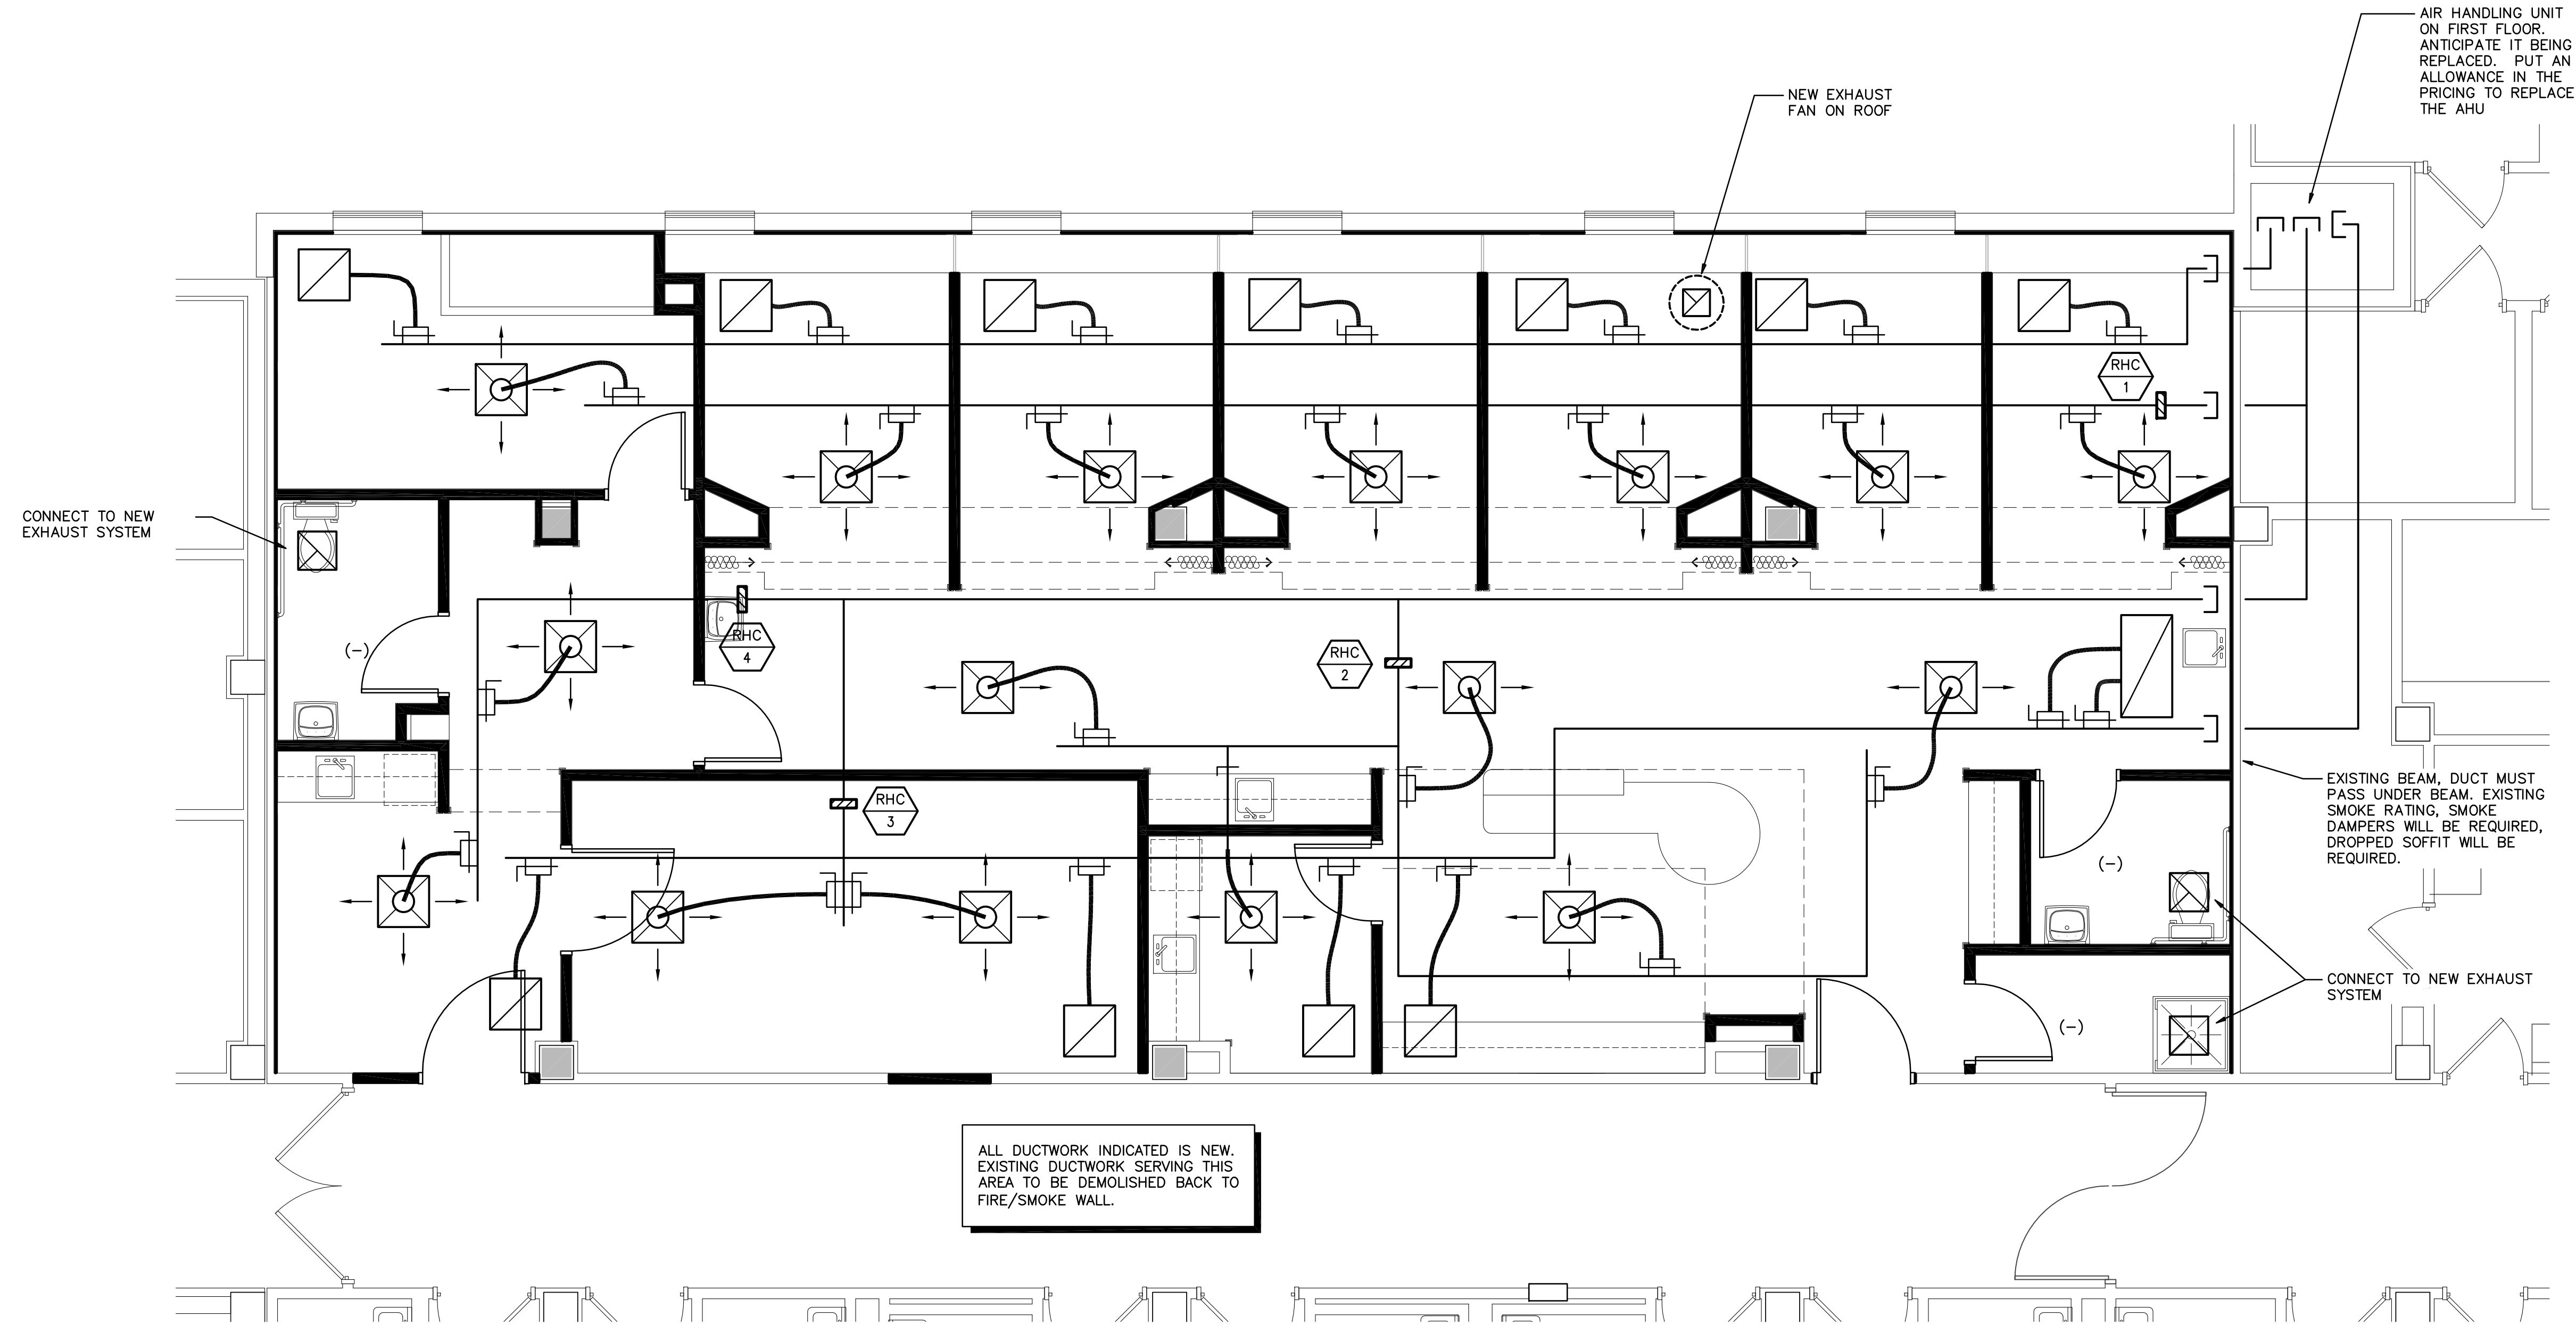 AIR HANDLING UNIT
ON FIRST FLOOR.
ANTICIPATE IT BEING
REPLACED.  PUT AN
ALLOWANCE IN THE
PRICING TO REPLACE
THE AHU
NEW EXHAUST
FAN ON ROOF
RHC
1
CONNECT TO NEW
EXHAUST SYSTEM
(-)
RHC
4
RHC
2
RHC
3
EXISTING BEAM, DUCT MUST
PASS UNDER BEAM. EXISTING
SMOKE RATING, SMOKE
DAMPERS WILL BE REQUIRED,
DROPPED SOFFIT WILL BE
REQUIRED.
(-)
CONNECT TO NEW EXHAUST
SYSTEM
(-)
ALL DUCTWORK INDICATED IS NEW.
EXISTING DUCTWORK SERVING THIS
AREA TO BE DEMOLISHED BACK TO
FIRE/SMOKE WALL.